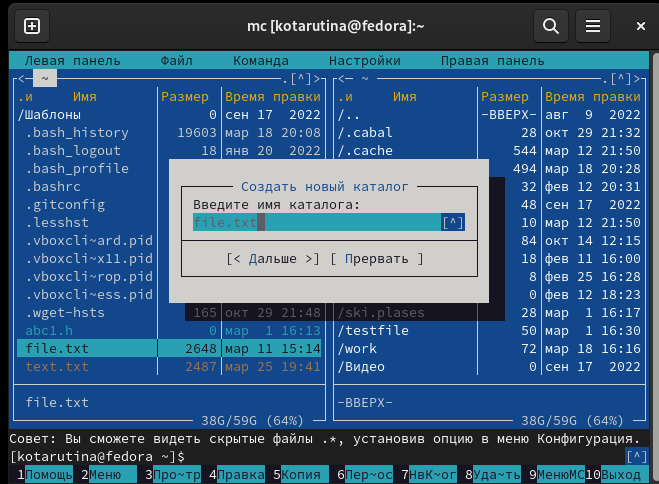 mc [kotarutina@fedora]:~
Левая панель Файл Команда Настройки Правая панель
<─ ~ .[^]> <─ ~ .[^]>
.и Имя Размер Время правки .и Имя Размер Время правки
/Шаблоны 0 сен 17 2022 /.. -ВВЕРХ- авг 9 2022
.bash_history 19603 мар 18 20:08 /.cabal 28 окт 29 21:32
.bash_logout 18 янв 20 2022 /.cache 544 мар 12 21:50
.bash_profile 494 мар 18 20:28
.bashrc 32 фев 12 20:31
.gitconfig 48 сен 17 2022
.lesshst 10 мар 12 21:50
.vboxcli~ard.pid 84 окт 14 12:15
.vboxcli~x11.pid 18 фев 11 16:00
.vboxcli~rop.pid 8 фев 25 16:28
.vboxcli~ess.pid 0 фев 12 18:23
Создать новый каталог
Введите имя каталога:
file.txt [^]
[< Дальше >] [ Прервать ]
.wget-hsts 165 окт 29 21:48 /ski.plases 28 мар 1 16:17
abc1.h 0 мар 1 16:13 /testfile 50 мар 1 16:30
file.txt 2648 мар 11 15:14 /work 72 мар 18 16:16
text.txt 2487 мар 25 19:41 /Видео 0 сен 17 2022
file.txt -ВВЕРХ-
38G/59G (64%) 38G/59G (64%)
Совет: Вы сможете видеть скрытые файлы .*, установив опцию в меню Конфигурация.
[kotarutina@fedora ~]$ [^]
1Помощь 2Меню 3Про~тр 4Правка 5Копия 6Пер~ос 7НвК~ог 8Уда~ть 9МенюMC 10Выход